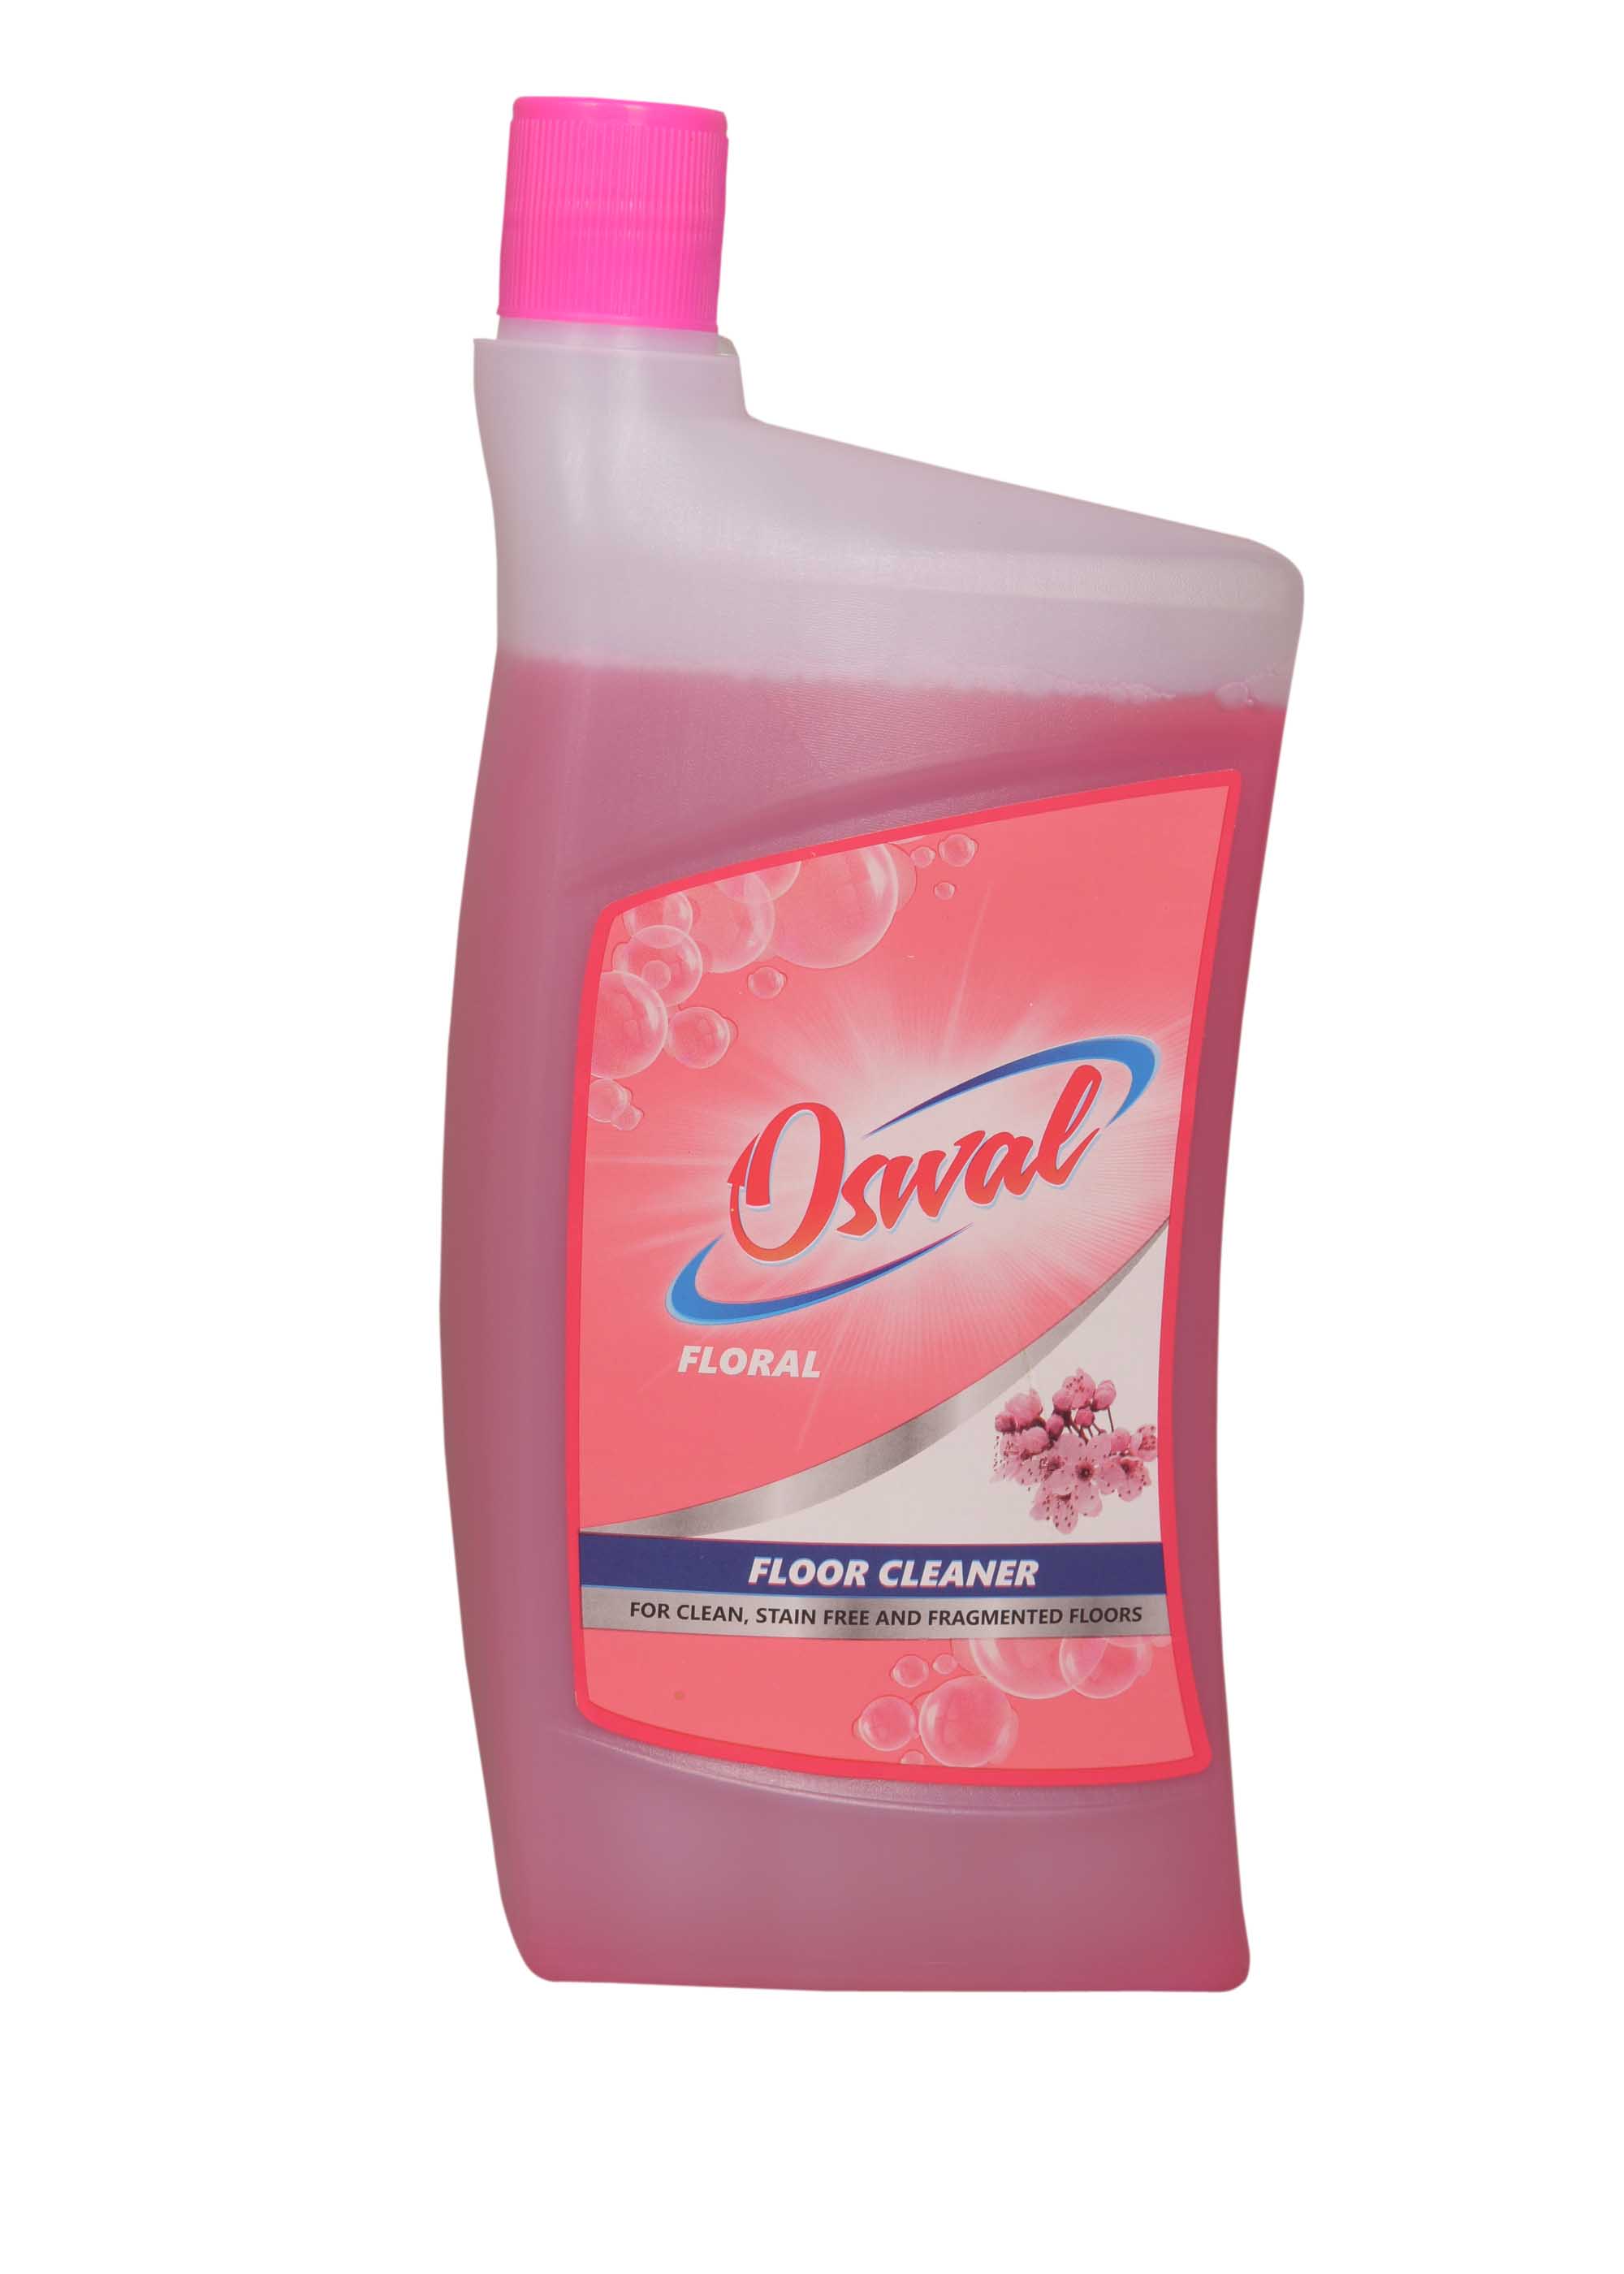 Oswal
FLORAL
FLOOR CLEANER
FOR CLEAN, STAIN FREE AND FRAGMENTED FLOORS